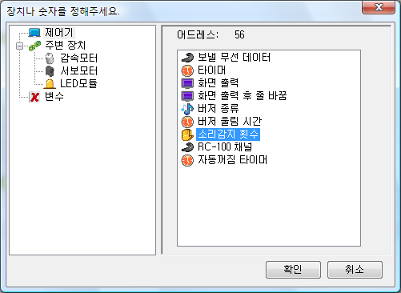 장치나 숫자를 정해주세요.
제어기
주변 장치
감속모터
서보모터
LED모듈
변수
어드레스: 56
보낼 무선 데이터
타이머
화면 출력
화면 출력 후 줄 바꿈
버저 종류
버저 울림 시간
소리감지 횟수
RC-100 채널
자동꺼짐 타이머
확인
취소